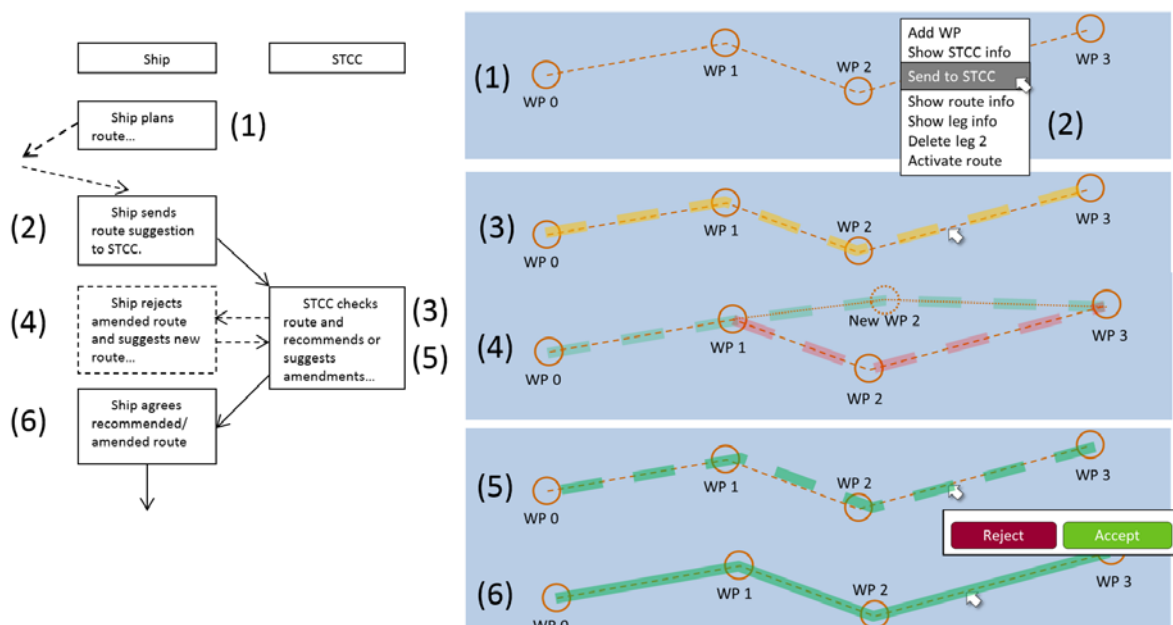 Ship
STCC
Ship plans
route...
(1)
(2)
Ship sends
route suggestion
to STCC.
(4)
Ship rejects
amended route
and suggests new
route...
STCC checks
route and
recommends or
suggests
amendments...
(3)
(5)
(6)
Ship agrees
recommended/
amended route
(1)
WP 0
WP 1
WP 2
WP 3
Add WP
Show STCC info
Send to STCC
Show route info
Show leg info
Delete leg 2
Activate route
(2)
(3)
WP 0
WP 1
WP 2
WP 3
(4)
WP 0
WP 1
New WP 2
WP 2
WP 3
(5)
WP 0
WP 1
WP 2
WP 3
Reject
Accept
(6)
WP 0
WP 1
WP 2
WP 3